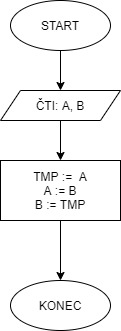 START
ČTI: A, B
TMP := A
A := B
B := TMP
KONEC